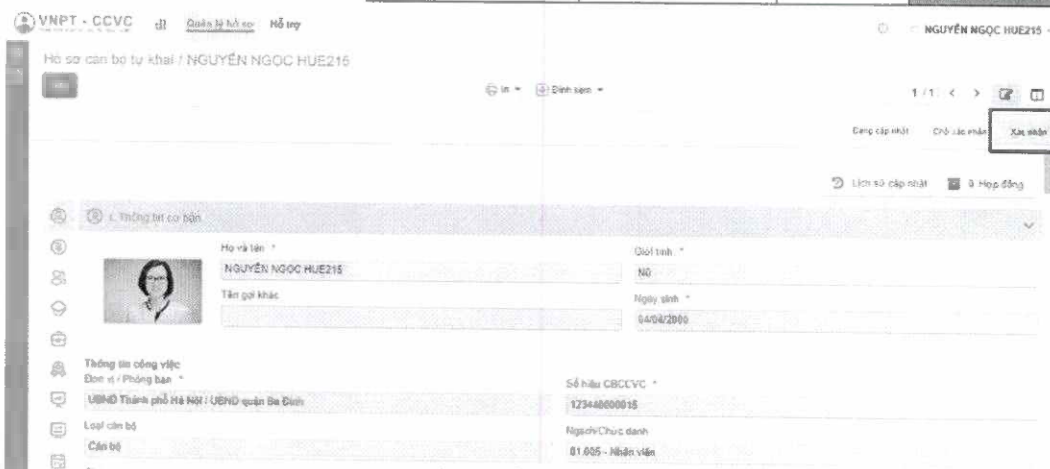 VNPT - CCVC Quản lý hồ sơ Hỗ trợ NGUYỄN NGỌC HUE215
Hồ sơ cán bộ tự khai / NGUYỄN NGỌC HUE215
In Đính kèm 1 / 1
Đang cập nhật Chờ xác nhận Xác nhận
Lịch sử cập nhật 0 Hợp đồng
I. Thông tin cơ bản
Họ và tên * Giới tính *
NGUYỄN NGỌC HUE215 Nữ
Tên gọi khác Ngày sinh *
04/04/2000
Thông tin công việc
Đơn vị / Phòng ban * Số hiệu CBCCVC *
UBND Thành phố Hà Nội / UBND quận Ba Đình 123440000015
Loại cán bộ Ngạch/Chức danh
Cán bộ 01.005 - Nhân viên